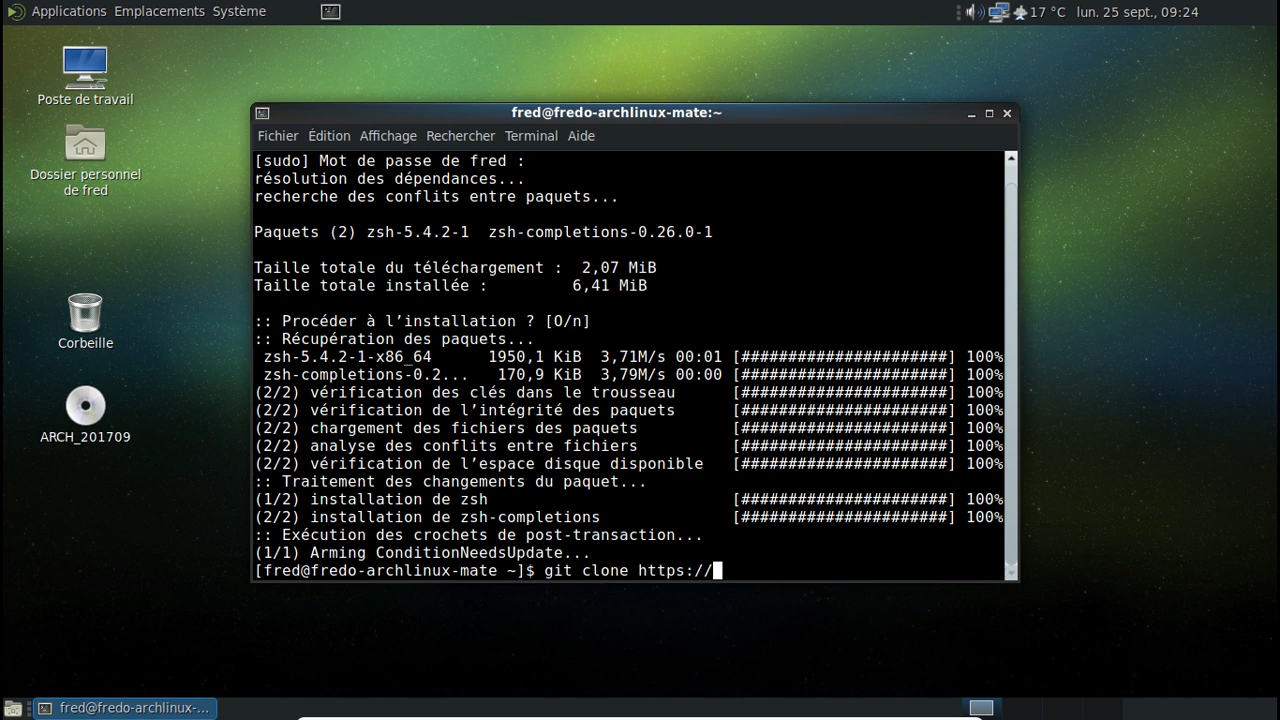 Applications Emplacements Système
17 °C lun. 25 sept., 09:24
Poste de travail
Dossier personnel
de fred
Corbeille
ARCH_201709
fred@fredo-archlinux-mate:~
Fichier Édition Affichage Rechercher Terminal Aide
[sudo] Mot de passe de fred :
résolution des dépendances...
recherche des conflits entre paquets...
Paquets (2) zsh-5.4.2-1 zsh-completions-0.26.0-1
Taille totale du téléchargement : 2,07 MiB
Taille totale installée : 6,41 MiB
:: Procéder à l’installation ? [O/n]
:: Récupération des paquets...
zsh-5.4.2-1-x86_64 1950,1 KiB 3,71M/s 00:01 [######################] 100%
zsh-completions-0.2... 170,9 KiB 3,79M/s 00:00 [######################] 100%
(2/2) vérification des clés dans le trousseau [######################] 100%
(2/2) vérification de l’intégrité des paquets [######################] 100%
(2/2) chargement des fichiers des paquets [######################] 100%
(2/2) analyse des conflits entre fichiers [######################] 100%
(2/2) vérification de l’espace disque disponible [######################] 100%
:: Traitement des changements du paquet...
(1/2) installation de zsh [######################] 100%
(2/2) installation de zsh-completions [######################] 100%
:: Exécution des crochets de post-transaction...
(1/1) Arming ConditionNeedsUpdate...
[fred@fredo-archlinux-mate ~]$ git clone https://
fred@fredo-archlinux-...